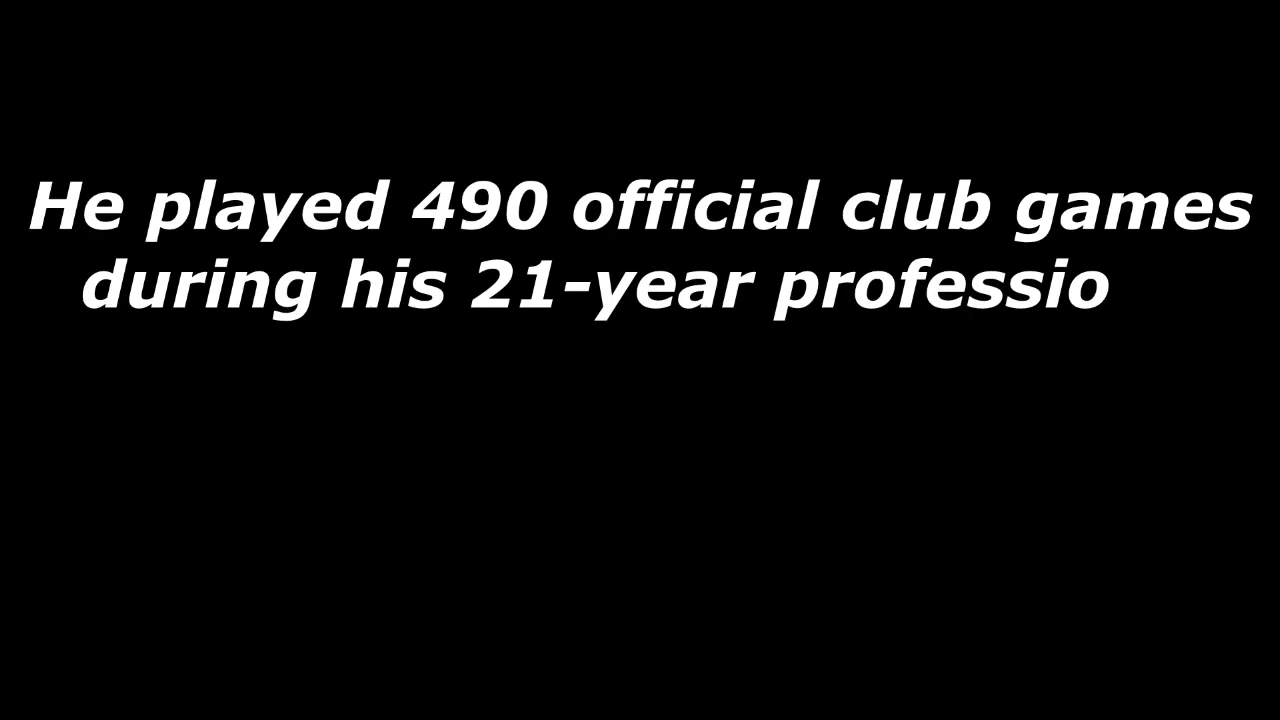 He played 490 official club games
during his 21-year professio